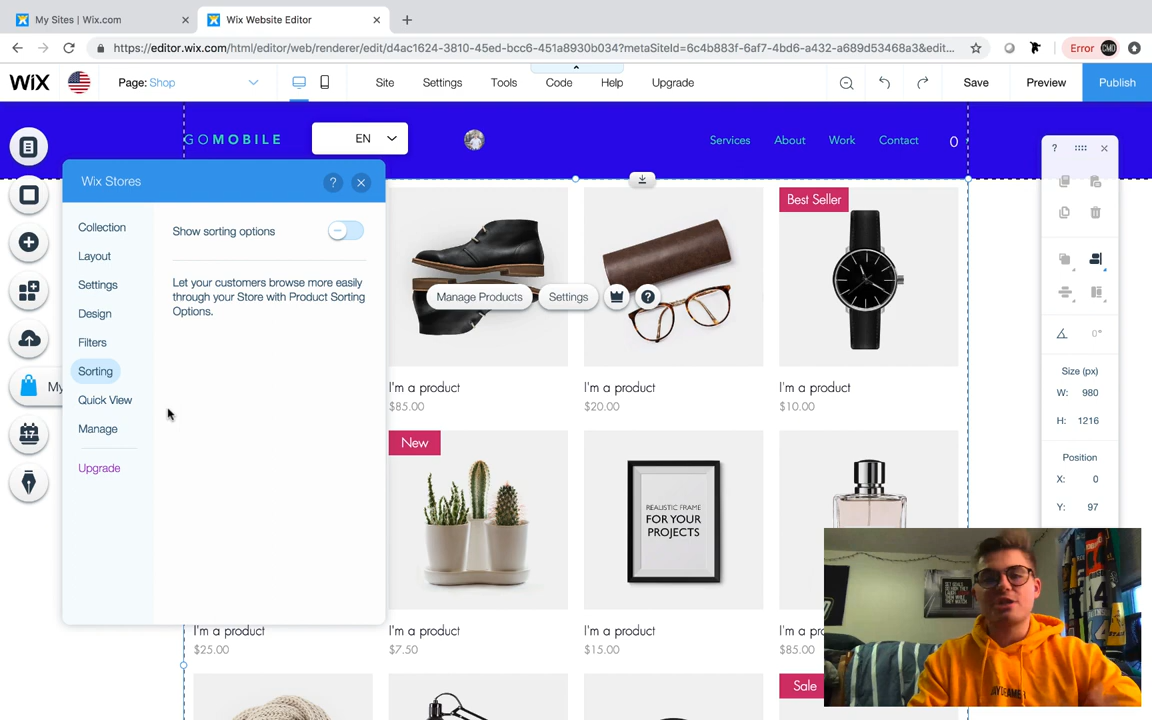 My Sites | Wix.com
Wix Website Editor
https://editor.wix.com/html/editor/web/renderer/edit/d4ac1624-3810-45ed-bcc6-451a8930b034?metaSiteId=6c4b883f-6af7-4bd6-a432-a689d53468a3&edit...
Error
CMD
WiX
Page: Shop
Site
Settings
Tools
Code
Help
Upgrade
Save
Preview
Publish
GOMOBILE
EN
Services
About
Work
Contact
0
Wix Stores
?
Collection
Layout
Settings
Design
Filters
Sorting
Quick View
Manage
Upgrade
Show sorting options
Let your customers browse more easily
through your Store with Product Sorting
Options.
My
17
Best Seller
Manage Products
Settings
?
I'm a product
$85.00
I'm a product
$20.00
I'm a product
$10.00
New
REALISTIC FRAME
FOR YOUR
PROJECTS
I'm a product
$25.00
I'm a product
$7.50
I'm a product
$15.00
I'm a pro
$85.00
Sale
?
0°
Size (px)
W: 980
H: 1216
Position
X: 0
Y: 97